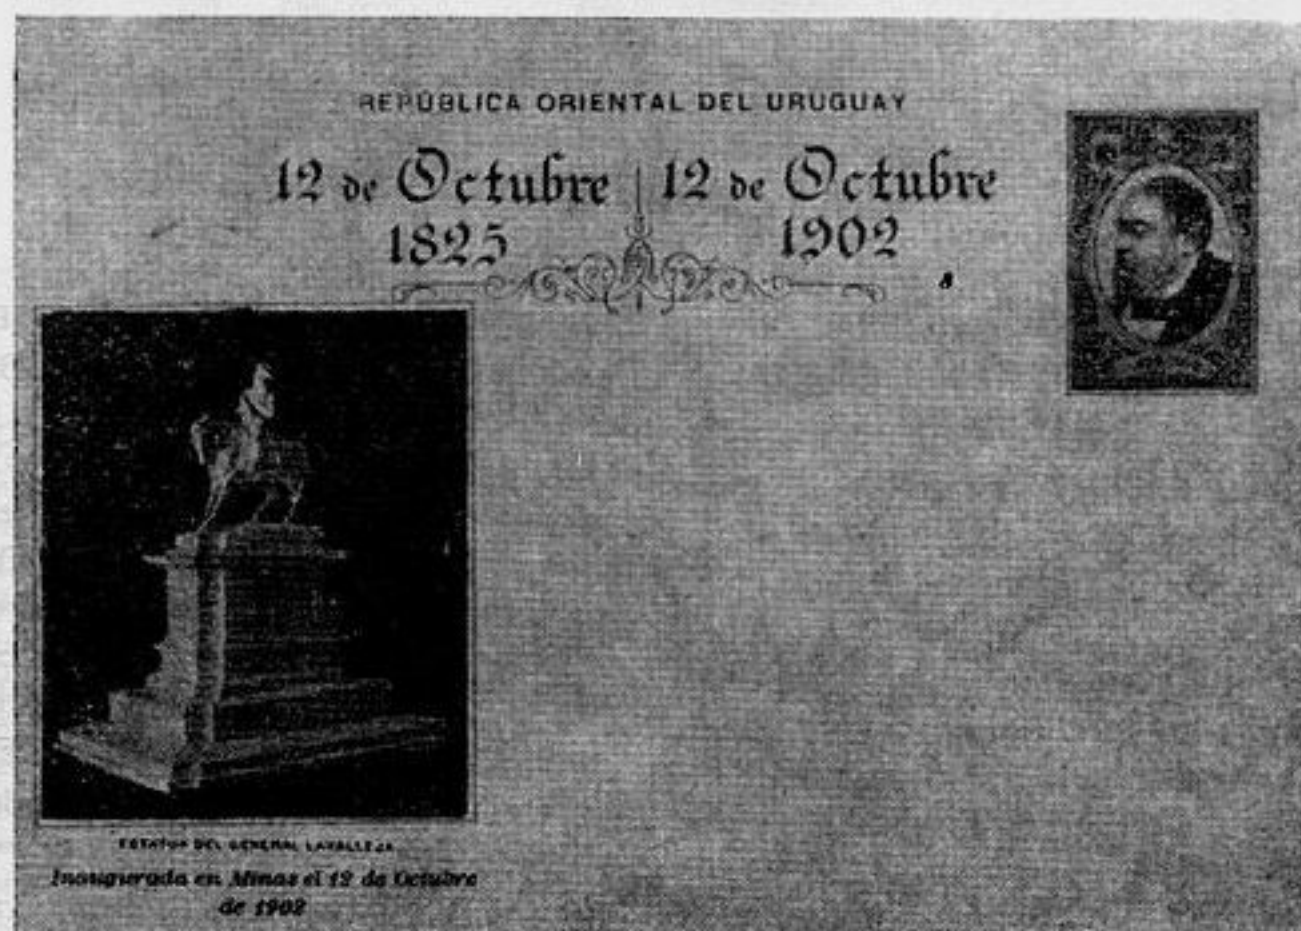 REPÚBLICA ORIENTAL DEL URUGUAY
12 de Octubre | 12 de Octubre
1825 1902
ESTATUA DEL GENERAL LAVALLEJA
Inaugurada en Minas el 12 de Octubre
de 1902